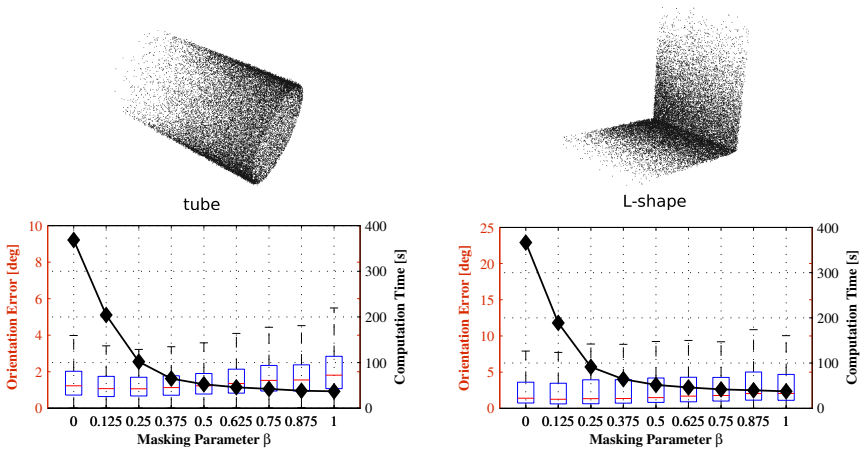 tube
L-shape
10
8
6
4
2
0
400
300
200
100
0
Orientation Error [deg]
Computation Time [s]
0 0.125 0.25 0.375 0.5 0.625 0.75 0.875 1
Masking Parameter β
25
20
15
10
5
0
400
300
200
100
0
Orientation Error [deg]
Computation Time [s]
0 0.125 0.25 0.375 0.5 0.625 0.75 0.875 1
Masking Parameter β